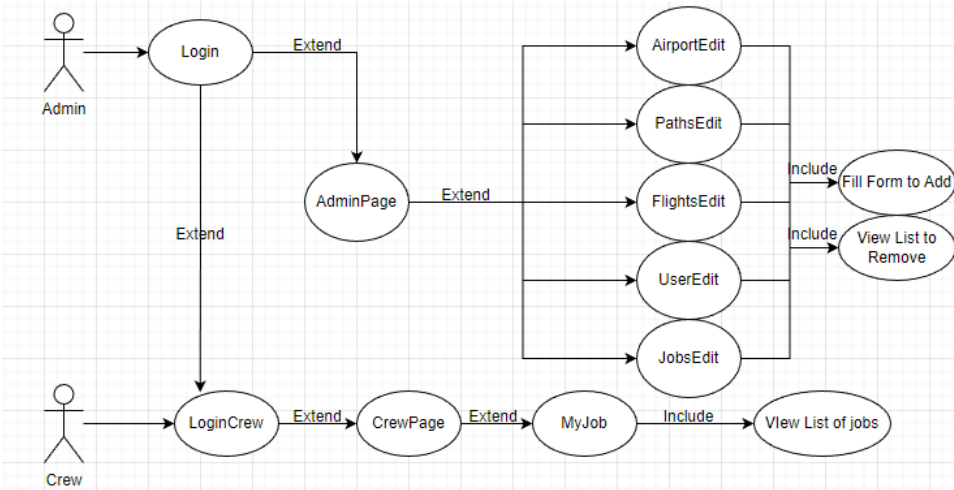 Login
Extend
AirportEdit
Admin
PathsEdit
Include
Fill Form to Add
AdminPage
Extend
FlightsEdit
Extend
Include
View List to
Remove
UserEdit
JobsEdit
LoginCrew
Extend
CrewPage
Extend
MyJob
Include
VIew List of jobs
Crew